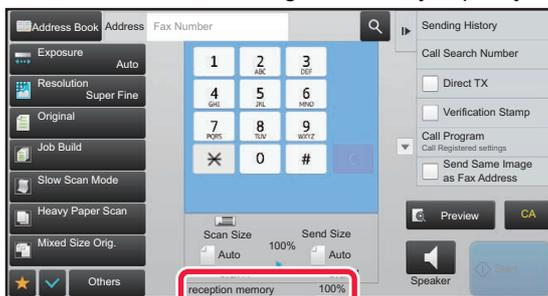 Address Book
Address
Fax Number
Exposure
Auto
Resolution
Super Fine
Original
Job Build
Slow Scan Mode
Heavy Paper Scan
Mixed Size Orig.
Others
1
2
ABC
3
DEF
4
GHI
5
JKL
6
MNO
7
PQRS
8
TUV
9
WXYZ
0
#
C
Scan Size
Send Size
100%
Auto
Auto
reception memory 100%
Sending History
Call Search Number
Direct TX
Verification Stamp
Call Program
Call Registered settings
Send Same Image
as Fax Address
Preview
CA
Speaker
Start